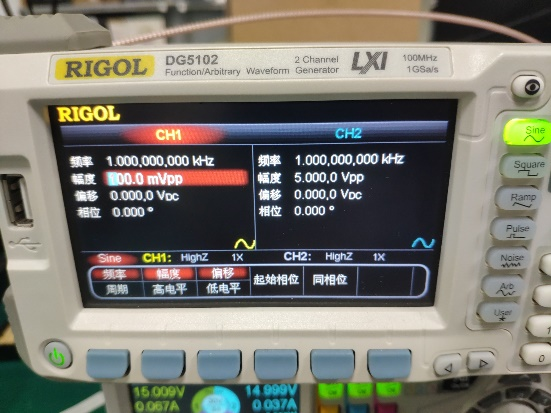 RIGOL DG5102 2 Channel LXI 100MHz
Function/Arbitrary Waveform Generator 1GSa/s
RIGOL
CH1 CH2
频率 1.000,000,000 kHz 频率 1.000,000,000 kHz
幅度 100.0 mVpp 幅度 5.000,0 Vpp
偏移 0.000,0 Vdc 偏移 0.000,0 Vdc
相位 0.000 ° 相位 0.000 °
Sine CH1: HighZ 1X CH2: HighZ 1X
频率 幅度 偏移 起始相位 同相位
周期 高电平 低电平
Sine
Square
Ramp
Pulse
Noise
Arb
User
1
0
15.009V 14.999V
0.067A 0.037A